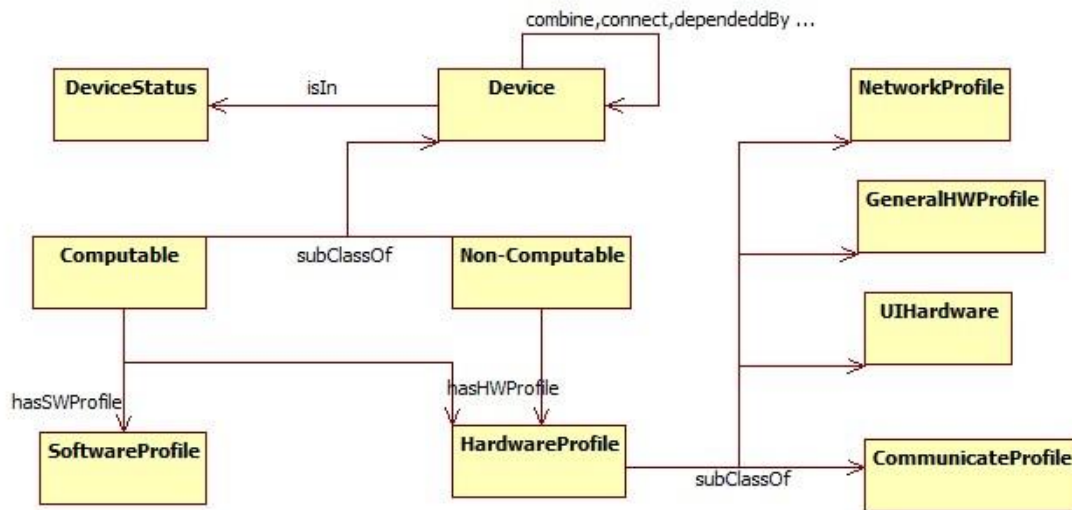 combine,connect,dependeddBy ...
DeviceStatus
isIn
Device
NetworkProfile
GeneralHWProfile
Computable
subClassOf
Non-Computable
UIHardware
hasSWProfile
hasHWProfile
SoftwareProfile
HardwareProfile
subClassOf
CommunicateProfile